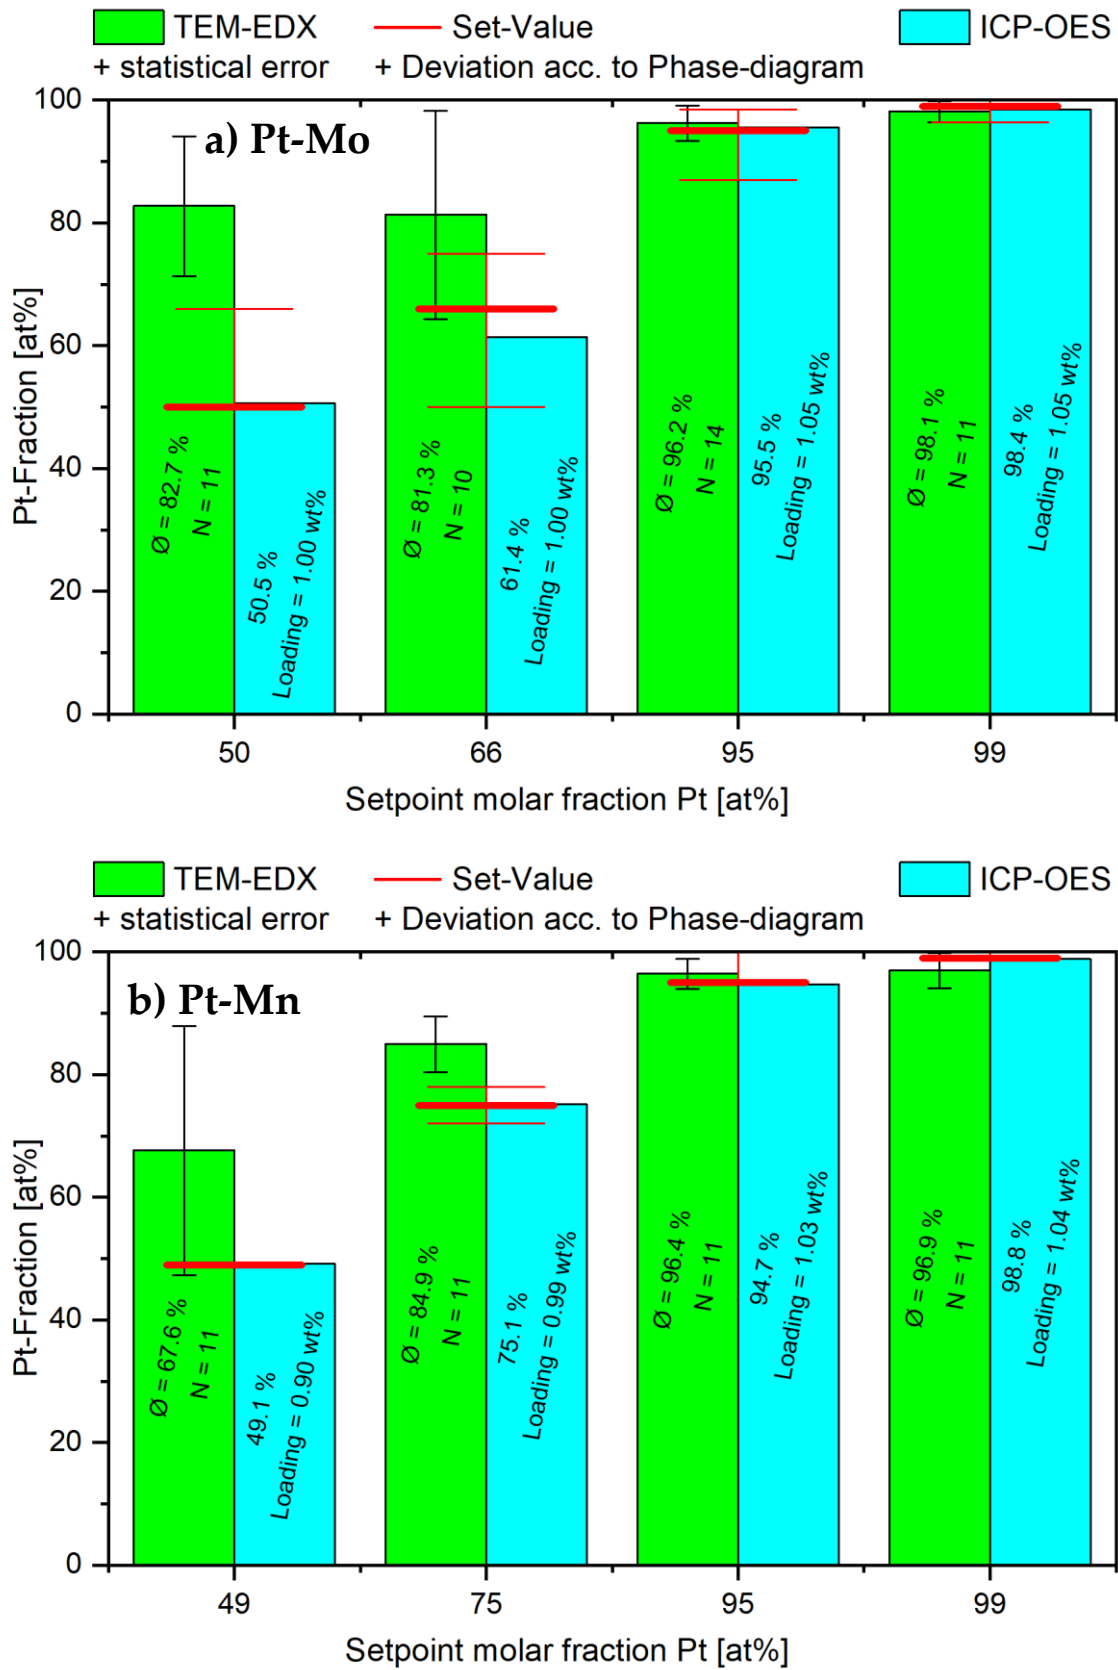 TEM-EDX
Set-Value
ICP-OES
+ statistical error
+ Deviation acc. to Phase-diagram
a) Pt-Mo
Pt-Fraction [at%]
100
80
60
40
20
0
Ø = 82.7 %
N = 11
50.5 %
Loading = 1.00 wt%
Ø = 81.3 %
N = 10
61.4 %
Loading = 1.00 wt%
Ø = 96.2 %
N = 14
95.5 %
Loading = 1.05 wt%
Ø = 98.1 %
N = 11
98.4 %
Loading = 1.05 wt%
50
66
95
99
Setpoint molar fraction Pt [at%]
TEM-EDX
Set-Value
ICP-OES
+ statistical error
+ Deviation acc. to Phase-diagram
b) Pt-Mn
Pt-Fraction [at%]
100
80
60
40
20
0
Ø = 67.6 %
N = 11
49.1 %
Loading = 0.90 wt%
Ø = 84.9 %
N = 11
75.1 %
Loading = 0.99 wt%
Ø = 96.4 %
N = 11
94.7 %
Loading = 1.03 wt%
Ø = 96.9 %
N = 11
98.8 %
Loading = 1.04 wt%
49
75
95
99
Setpoint molar fraction Pt [at%]